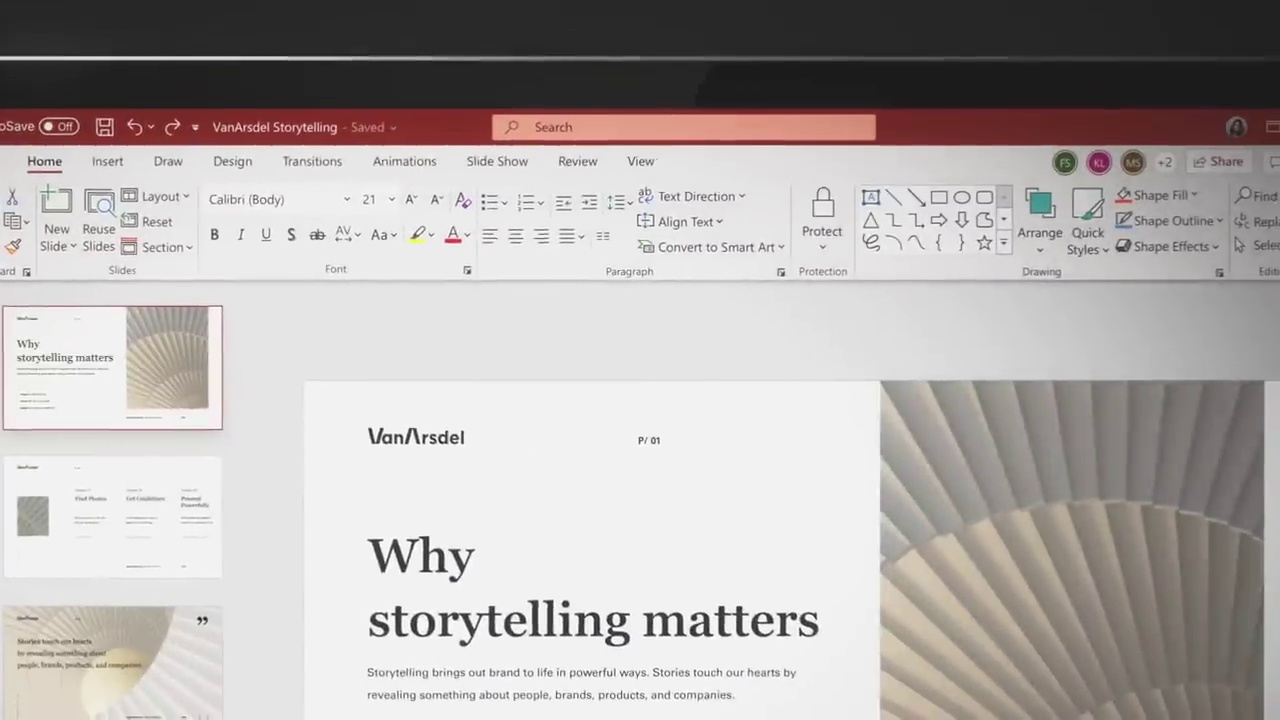 oSave Off VanArsdel Storytelling - Saved Search
Home Insert Draw Design Transitions Animations Slide Show Review View FS KL MS +2 Share
Calibri (Body) 21
New Slide
Reuse Slides
Layout
Reset
Section
B I U S ab AV Aa A
Text Direction
Align Text
Convert to Smart Art
Protect
Arrange
Quick Styles
Shape Fill
Shape Outline
Shape Effects
Find
Repla
Selec
ard Slides Font Paragraph Protection Drawing Editi
VanArsdel
Why
storytelling matters
VanArsdel
Find Photos
Get Guidelines
Present
Powerfully
VanArsdel
”
Stories touch our hearts
by revealing something about
people, brands, products, and companies.
VanArsdel P/ 01
Why
storytelling matters
Storytelling brings out brand to life in powerful ways. Stories touch our hearts by
revealing something about people, brands, products, and companies.